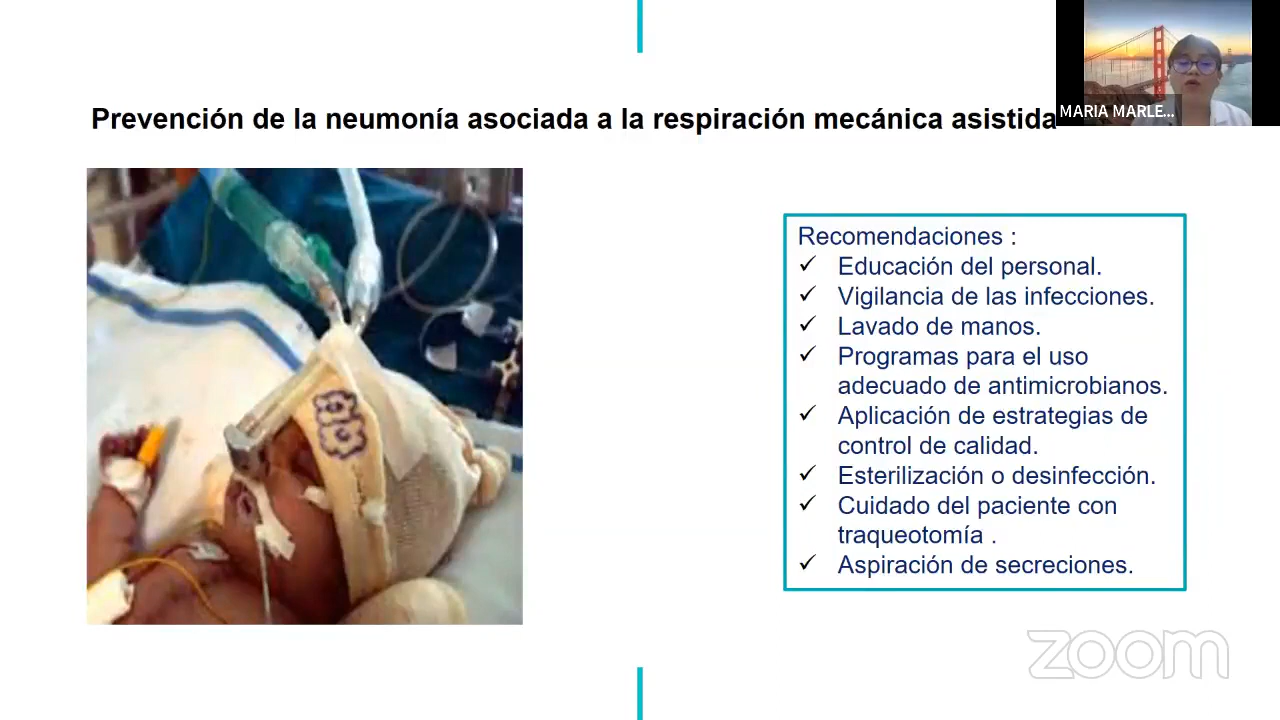 MARIA MARLE...
Prevención de la neumonía asociada a la respiración mecánica asistida
Recomendaciones :
✓ Educación del personal.
✓ Vigilancia de las infecciones.
✓ Lavado de manos.
✓ Programas para el uso
adecuado de antimicrobianos.
✓ Aplicación de estrategias de
control de calidad.
✓ Esterilización o desinfección.
✓ Cuidado del paciente con
traqueotomía .
✓ Aspiración de secreciones.
zoom